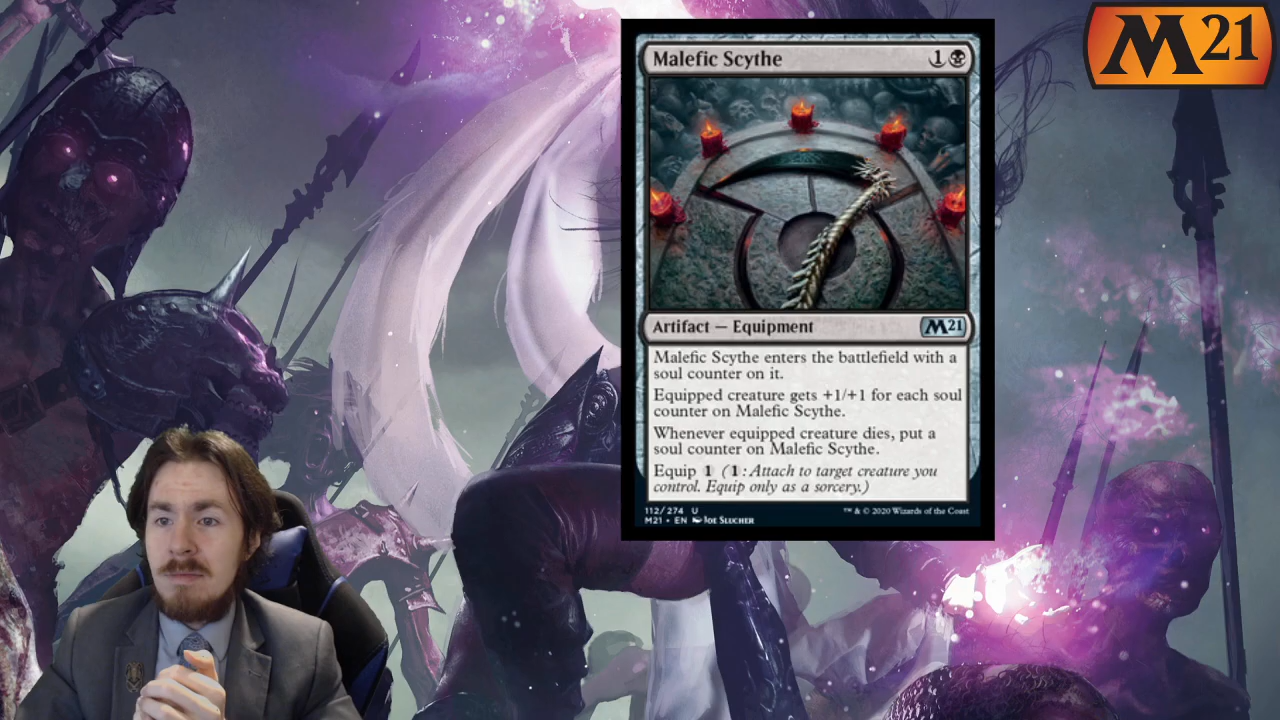 M21
Malefic Scythe 1
Artifact — Equipment M21
Malefic Scythe enters the battlefield with a
soul counter on it.
Equipped creature gets +1/+1 for each soul
counter on Malefic Scythe.
Whenever equipped creature dies, put a
soul counter on Malefic Scythe.
Equip 1 (1: Attach to target creature you
control. Equip only as a sorcery.)
112/274 U
M21 • EN Joe Slucher
™ & © 2020 Wizards of the Coast